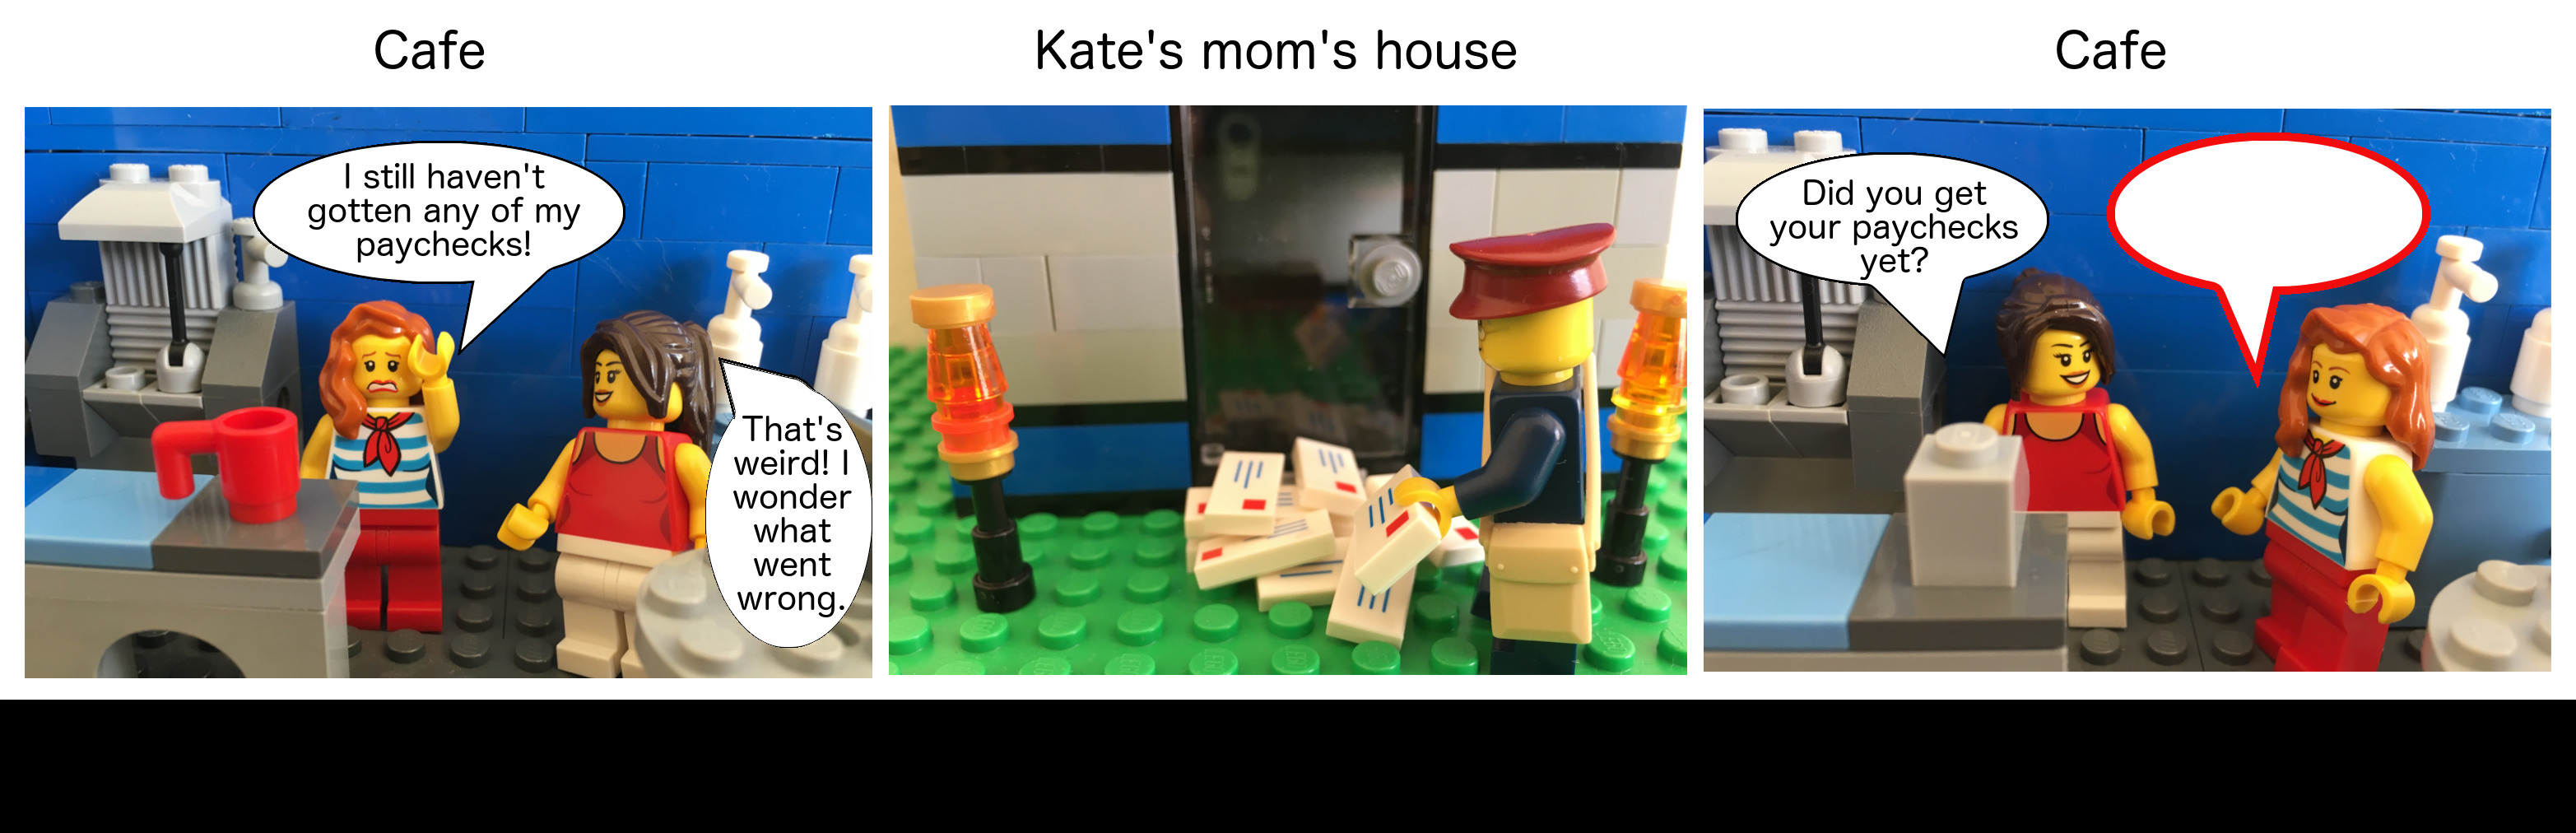 Cafe
Kate's mom's house
Cafe
I still haven't
gotten any of my
paychecks!
That's
weird! I
wonder
what
went
wrong.
Did you get
your paychecks
yet?